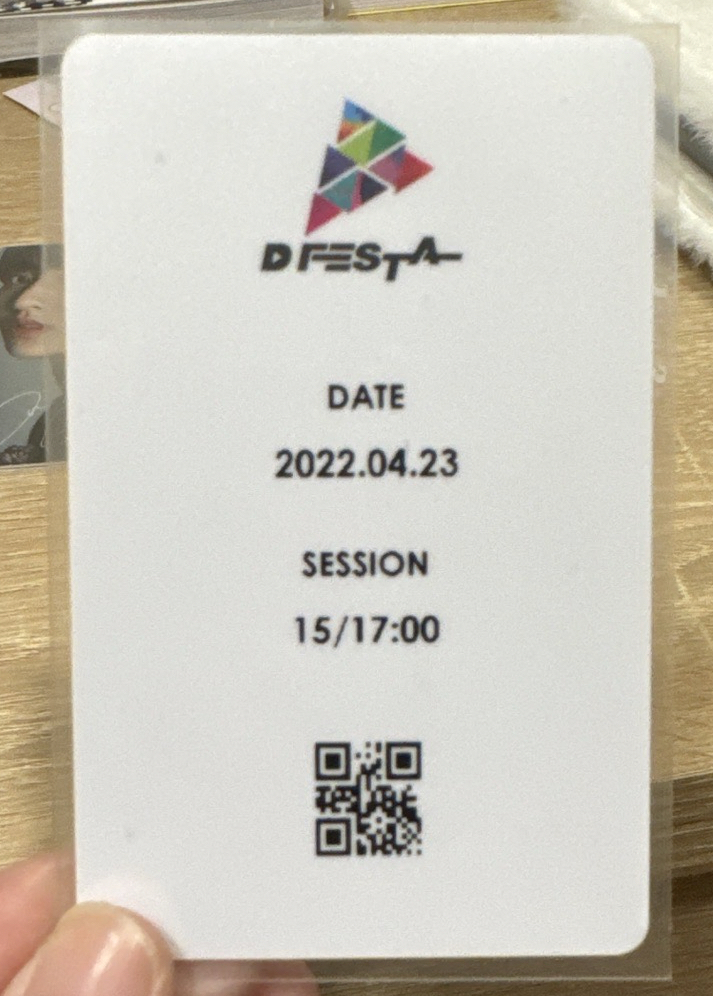 D FESTA
DATE
2022.04.23
SESSION
15/17:00